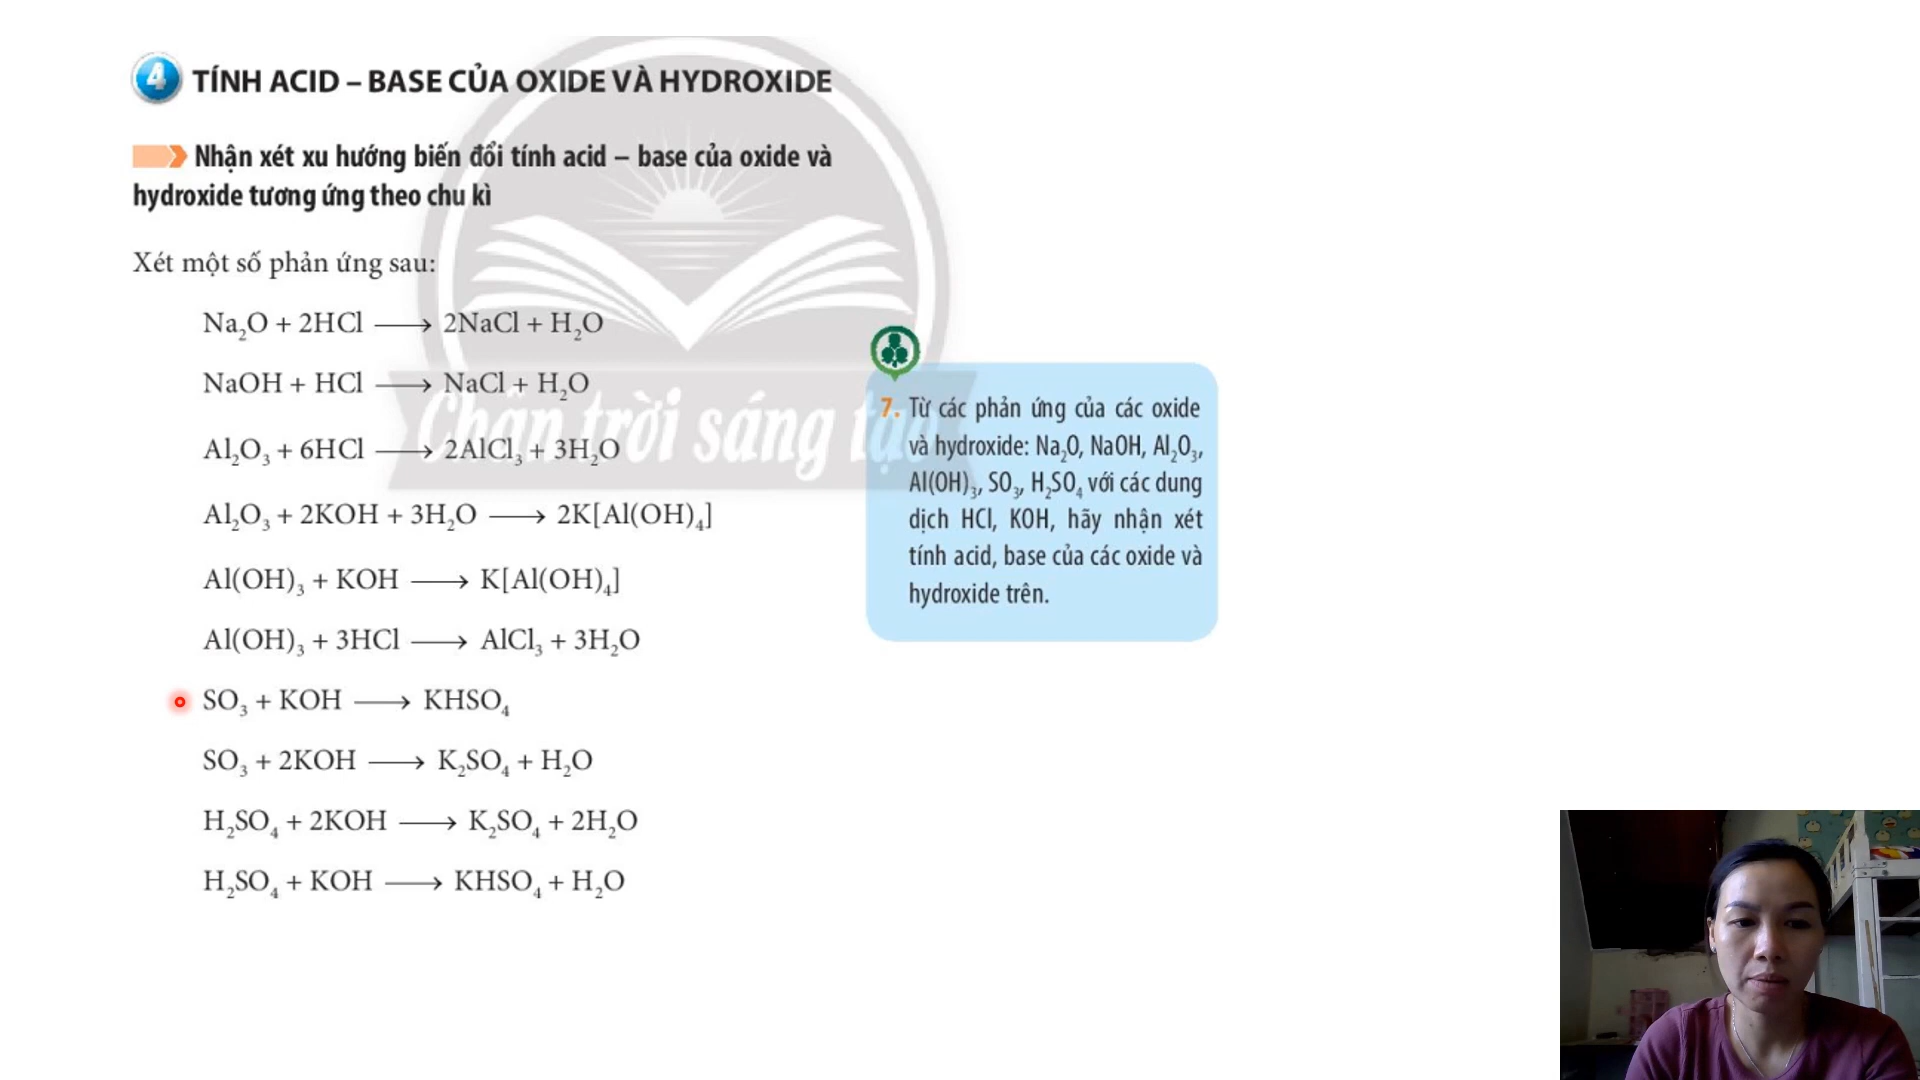 4 TÍNH ACID – BASE CỦA OXIDE VÀ HYDROXIDE
Nhận xét xu hướng biến đổi tính acid – base của oxide và
hydroxide tương ứng theo chu kì
Xét một số phản ứng sau:
Na₂O + 2HCl ⟶ 2NaCl + H₂O
NaOH + HCl ⟶ NaCl + H₂O
Al₂O₃ + 6HCl ⟶ 2AlCl₃ + 3H₂O
Al₂O₃ + 2KOH + 3H₂O ⟶ 2K[Al(OH)₄]
Al(OH)₃ + KOH ⟶ K[Al(OH)₄]
Al(OH)₃ + 3HCl ⟶ AlCl₃ + 3H₂O
SO₃ + KOH ⟶ KHSO₄
SO₃ + 2KOH ⟶ K₂SO₄ + H₂O
H₂SO₄ + 2KOH ⟶ K₂SO₄ + 2H₂O
H₂SO₄ + KOH ⟶ KHSO₄ + H₂O
Chân trời sáng tạo
7. Từ các phản ứng của các oxide
và hydroxide: Na₂O, NaOH, Al₂O₃,
Al(OH)₃, SO₃, H₂SO₄ với các dung
dịch HCl, KOH, hãy nhận xét
tính acid, base của các oxide và
hydroxide trên.